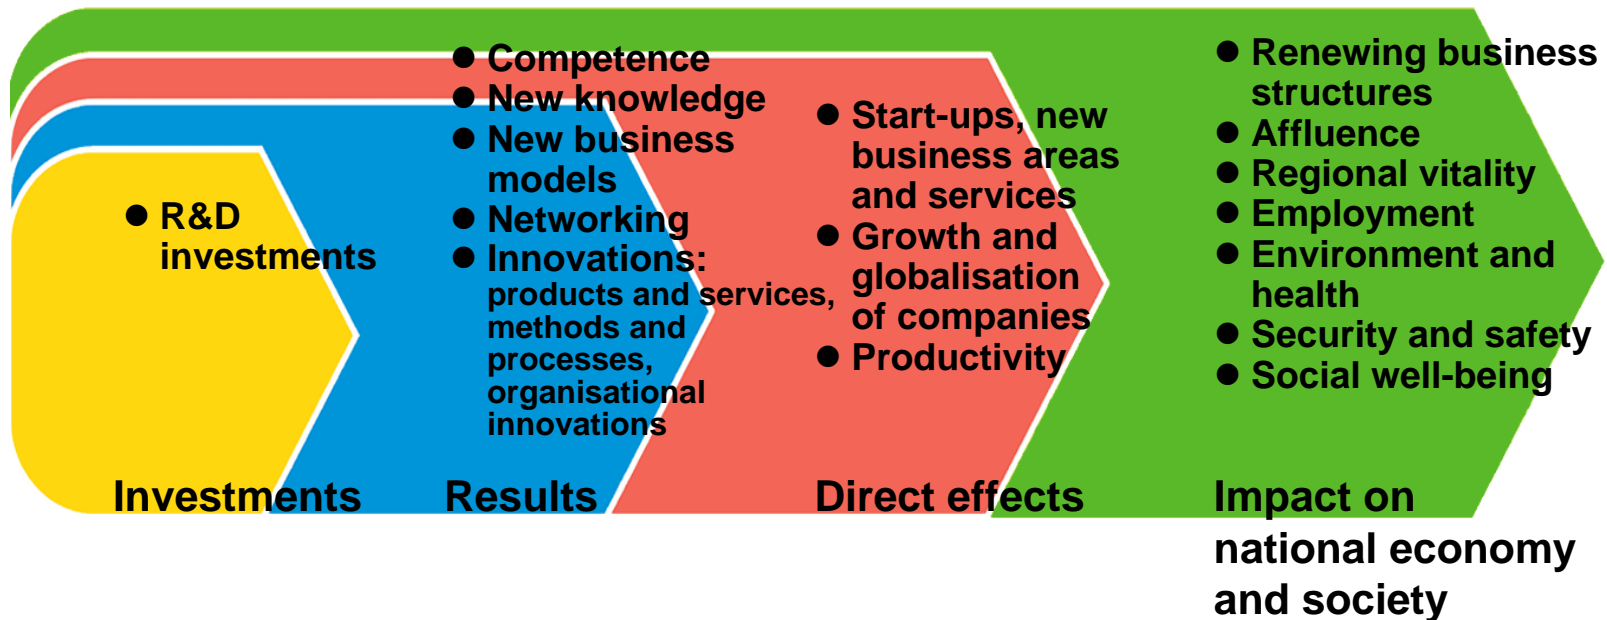 ● R&D
investments
Investments
● Competence
● New knowledge
● New business
models
● Networking
● Innovations:
products and services,
methods and
processes,
organisational
innovations
Results
● Start-ups, new
business areas
and services
● Growth and
globalisation
of companies
● Productivity
Direct effects
● Renewing business
structures
● Affluence
● Regional vitality
● Employment
● Environment and
health
● Security and safety
● Social well-being
Impact on
national economy
and society